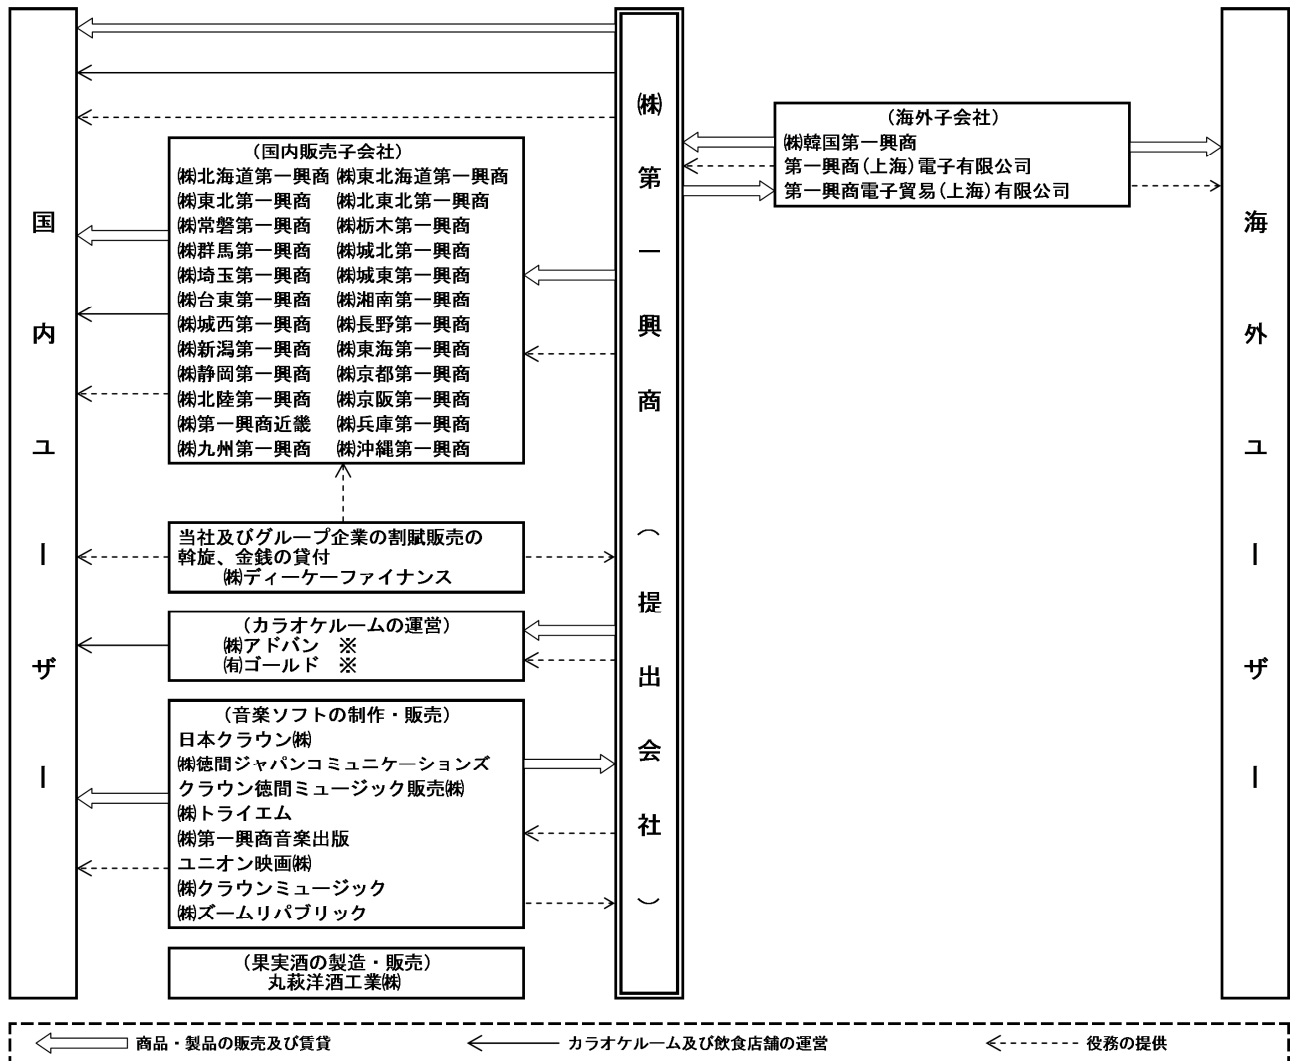 国内ユーザー
（国内販売子会社）
㈱北海道第一興商 ㈱東北海道第一興商
㈱東北第一興商 ㈱北東北第一興商
㈱常磐第一興商 ㈱栃木第一興商
㈱群馬第一興商 ㈱城北第一興商
㈱埼玉第一興商 ㈱城東第一興商
㈱台東第一興商 ㈱湘南第一興商
㈱城西第一興商 ㈱長野第一興商
㈱新潟第一興商 ㈱東海第一興商
㈱静岡第一興商 ㈱京都第一興商
㈱北陸第一興商 ㈱京阪第一興商
㈱第一興商近畿 ㈱兵庫第一興商
㈱九州第一興商 ㈱沖縄第一興商
当社及びグループ企業の割賦販売の
斡旋、金銭の貸付
㈱ディーケーファイナンス
（カラオケルームの運営）
㈱アドバン ※
㈲ゴールド ※
（音楽ソフトの制作・販売）
日本クラウン㈱
㈱徳間ジャパンコミュニケーションズ
クラウン徳間ミュージック販売㈱
㈱トライエム
㈱第一興商音楽出版
ユニオン映画㈱
㈱クラウンミュージック
㈱ズームリパブリック
（果実酒の製造・販売）
丸萩洋酒工業㈱
㈱第一興商（提出会社）
（海外子会社）
㈱韓国第一興商
第一興商（上海）電子有限公司
第一興商電子貿易（上海）有限公司
海外ユーザー
商品・製品の販売及び賃貸
カラオケルーム及び飲食店舗の運営
役務の提供